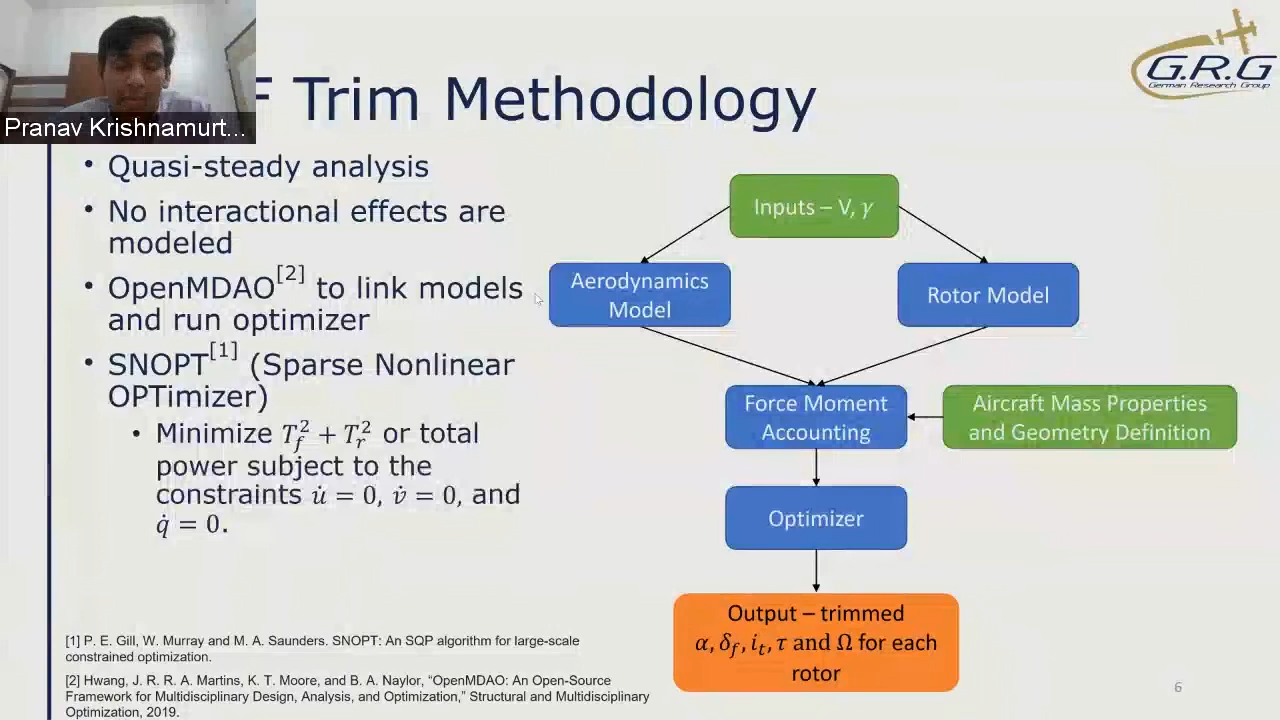 Pranav Krishnamurt...
F Trim Methodology
G.R.G
German Research Group
• Quasi-steady analysis
• No interactional effects are
modeled
• OpenMDAO[2] to link models
and run optimizer
• SNOPT[1] (Sparse Nonlinear
OPTimizer)
• Minimize T_f^2 + T_r^2 or total
power subject to the
constraints u̇ = 0, v̇ = 0, and
q̇ = 0.
Inputs – V, γ
Aerodynamics
Model
Rotor Model
Force Moment
Accounting
Aircraft Mass Properties
and Geometry Definition
Optimizer
Output – trimmed
α, δ_f, i_t, τ and Ω for each
rotor
[1] P. E. Gill, W. Murray and M. A. Saunders. SNOPT: An SQP algorithm for large-scale
constrained optimization.
[2] Hwang, J. R. R. A. Martins, K. T. Moore, and B. A. Naylor, “OpenMDAO: An Open-Source
Framework for Multidisciplinary Design, Analysis, and Optimization,” Structural and Multidisciplinary
Optimization, 2019.
6